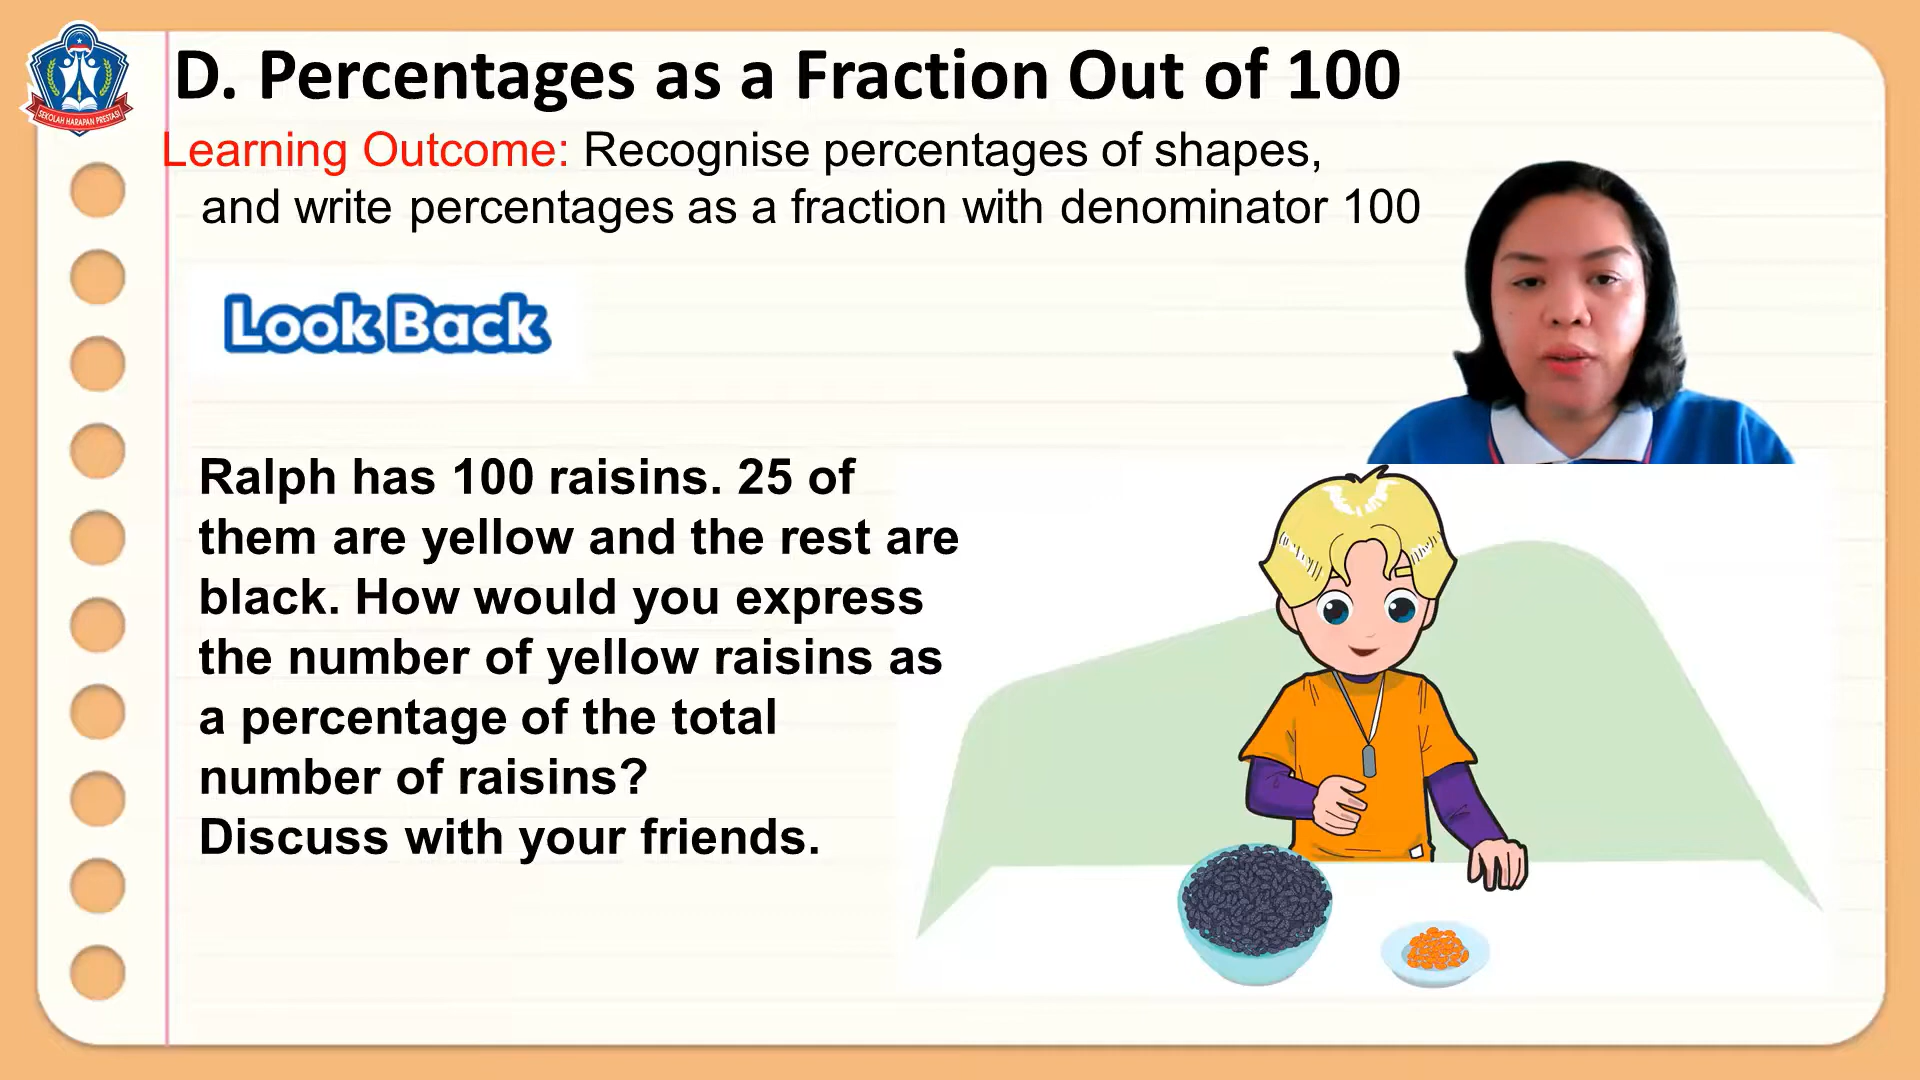 D. Percentages as a Fraction Out of 100
Learning Outcome: Recognise percentages of shapes,
and write percentages as a fraction with denominator 100
Look Back
Ralph has 100 raisins. 25 of
them are yellow and the rest are
black. How would you express
the number of yellow raisins as
a percentage of the total
number of raisins?
Discuss with your friends.
SEKOLAH HARAPAN PRESTASI